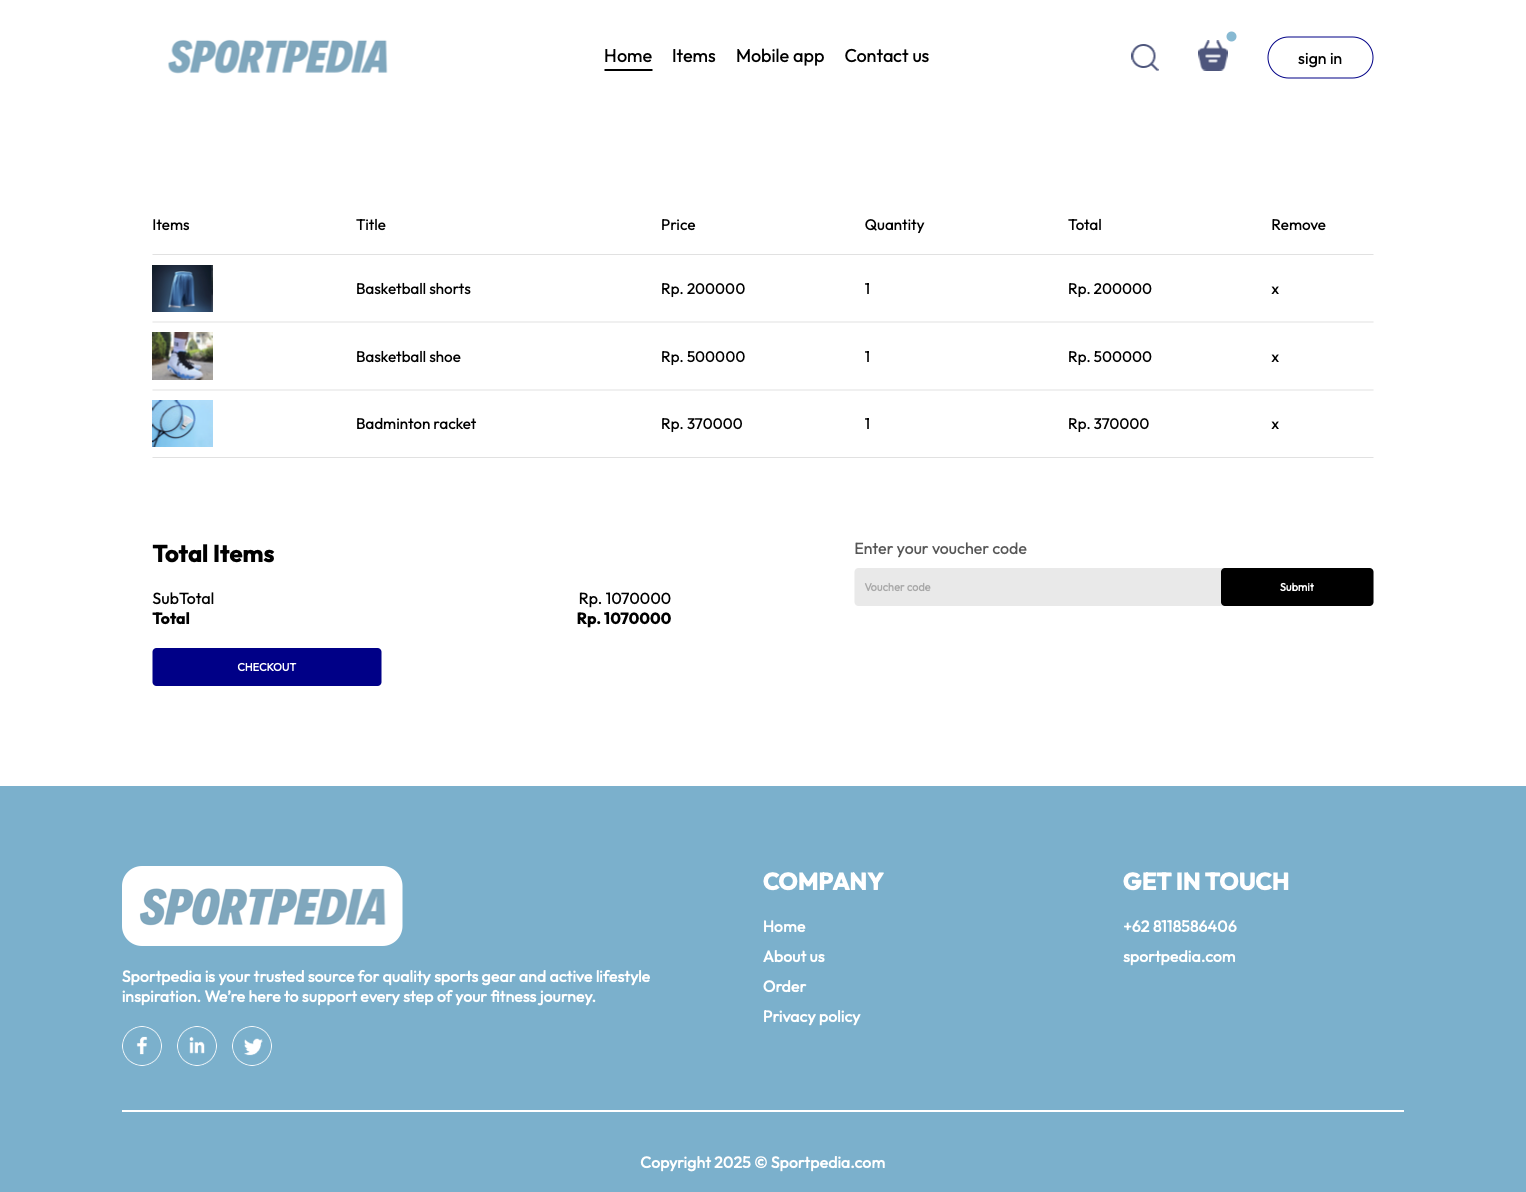 SPORTPEDIA
Home Items Mobile app Contact us
sign in
Items Title Price Quantity Total Remove
Basketball shorts Rp. 200000 1 Rp. 200000 x
Basketball shoe Rp. 500000 1 Rp. 500000 x
Badminton racket Rp. 370000 1 Rp. 370000 x
Total Items
SubTotal Rp. 1070000
Total Rp. 1070000
CHECKOUT
Enter your voucher code
Voucher code Submit
SPORTPEDIA
Sportpedia is your trusted source for quality sports gear and active lifestyle
inspiration. We’re here to support every step of your fitness journey.
f in
COMPANY
Home
About us
Order
Privacy policy
GET IN TOUCH
+62 8118586406
sportpedia.com
Copyright 2025 © Sportpedia.com